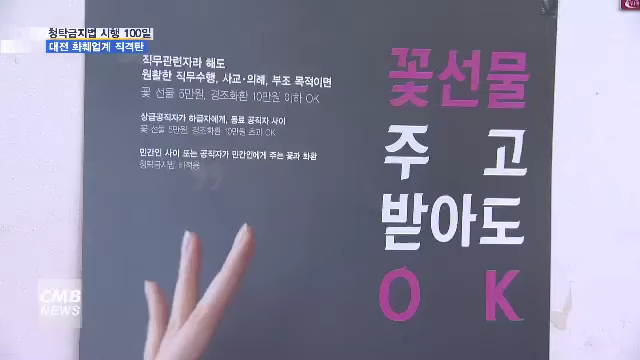 청탁금지법 시행 100일
대전 화훼업계 직격탄
직무관련자라 해도
원활한 직무수행, 사교·의례, 부조 목적이면
꽃 선물 5만원, 경조화환 10만원 이하 OK
상급공직자가 하급자에게, 동료 공직자 사이
꽃 선물 5만원, 경조화환 10만원 초과 OK
민간인 사이 또는 공직자가 민간인에게 주는 꽃과 화환
청탁금지법, 비적용
꽃선물
주고
받아도
OK
CMB
NEWS